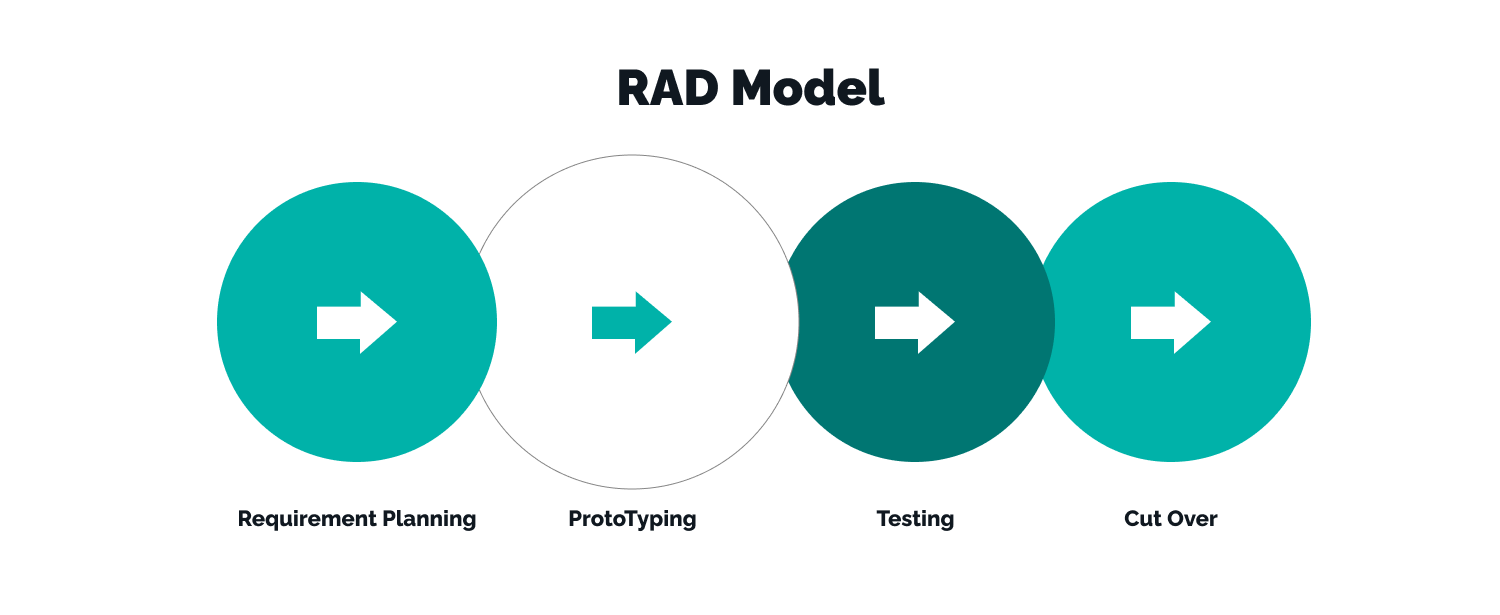 RAD Model
Requirement Planning
ProtoTyping
Testing
Cut Over